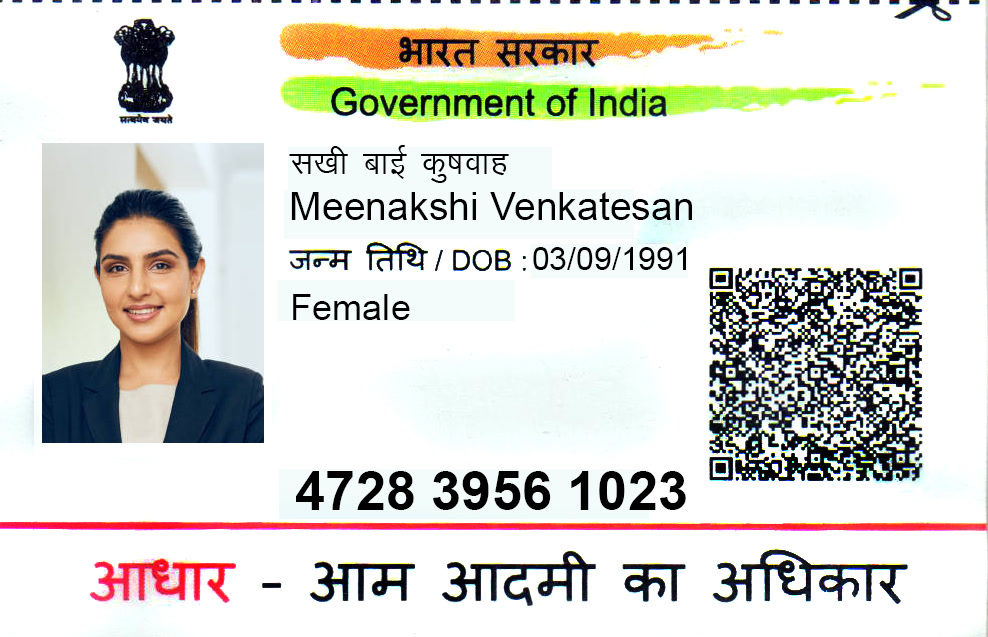 भारत सरकार
Government of India
सत्यमेव जयते
सखी बाई कुषवाह
Meenakshi Venkatesan
जन्म तिथि / DOB : 03/09/1991
Female
4728 3956 1023
आधार - आम आदमी का अधिकार